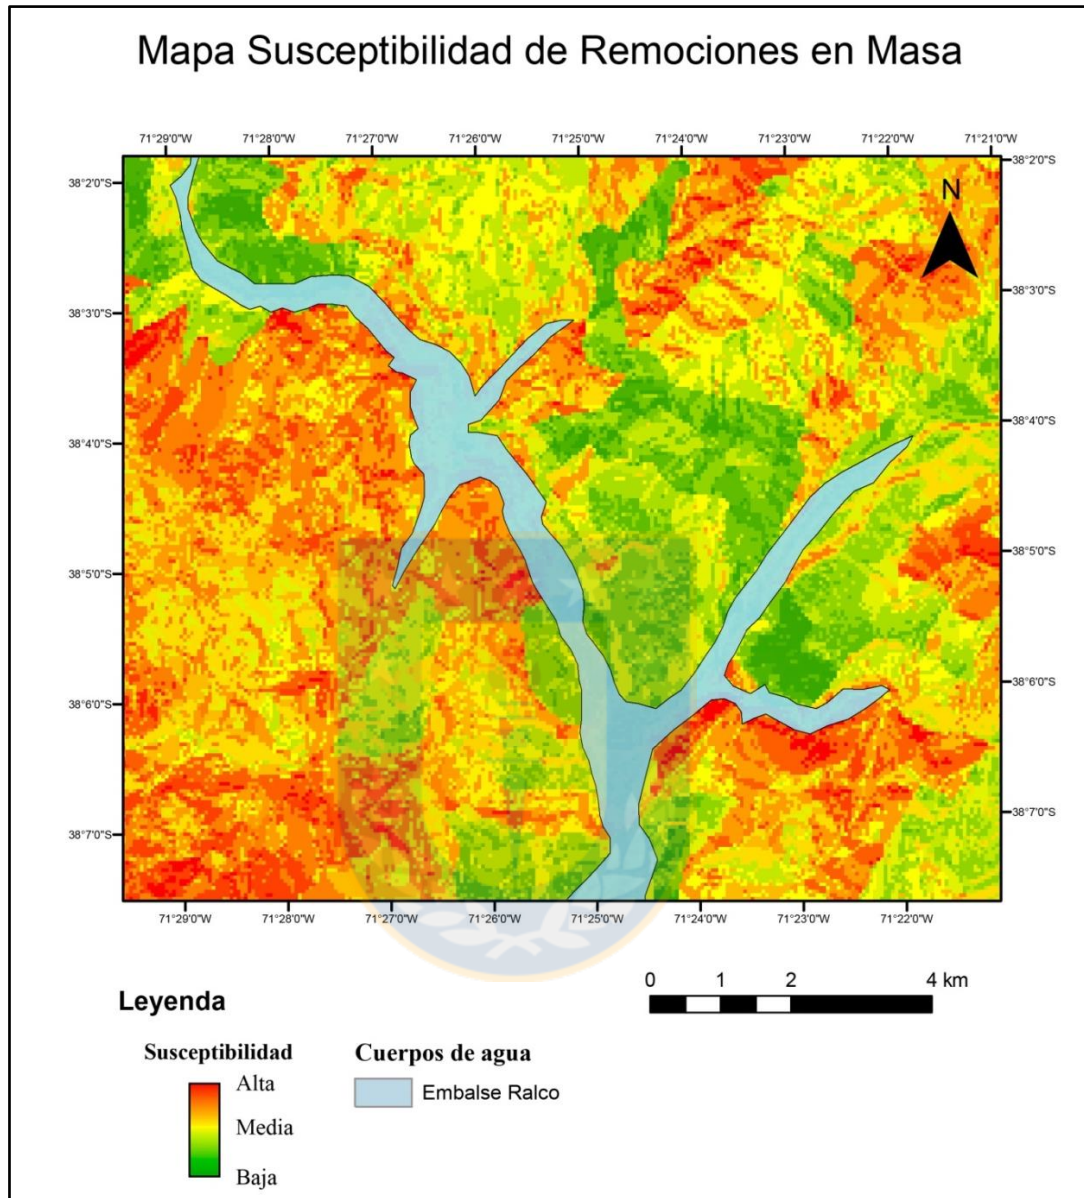 Mapa Susceptibilidad de Remociones en Masa
71°29'0"W 71°28'0"W 71°27'0"W 71°26'0"W 71°25'0"W 71°24'0"W 71°23'0"W 71°22'0"W 71°21'0"W
38°2'0"S 38°2'0"S
N
38°3'0"S 38°3'0"S
38°4'0"S 38°4'0"S
38°5'0"S 38°5'0"S
38°6'0"S 38°6'0"S
38°7'0"S 38°7'0"S
71°29'0"W 71°28'0"W 71°27'0"W 71°26'0"W 71°25'0"W 71°24'0"W 71°23'0"W 71°22'0"W
0 1 2 4 km
Leyenda
Susceptibilidad
Alta
Media
Baja
Cuerpos de agua
Embalse Ralco